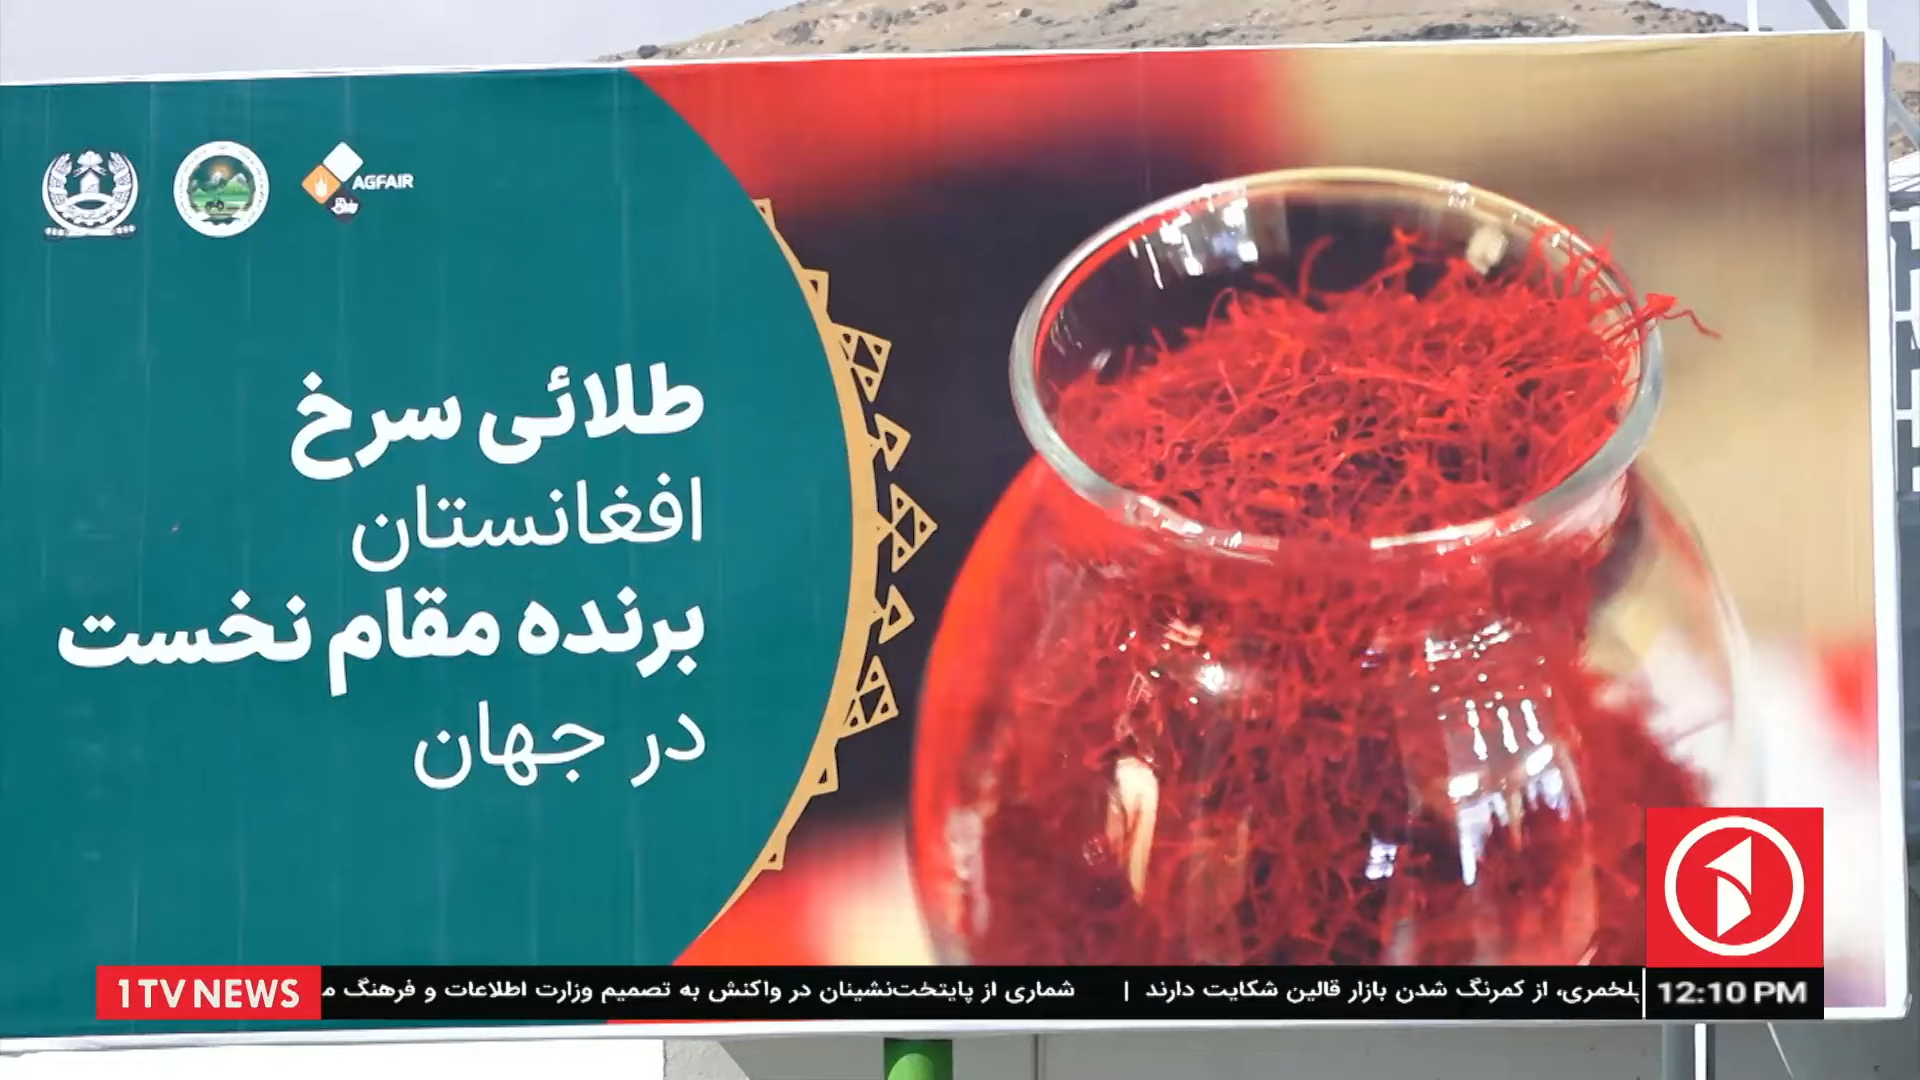 AGFAIR
طلائی سرخ
افغانستان
برنده مقام نخست
در جهان
1TV NEWS
پلخمری، از کمرنگ شدن بازار قالین شکایت دارند | شماری از پایتخت‌نشینان در واکنش به تصمیم وزارت اطلاعات و فرهنگ م
12:10 PM